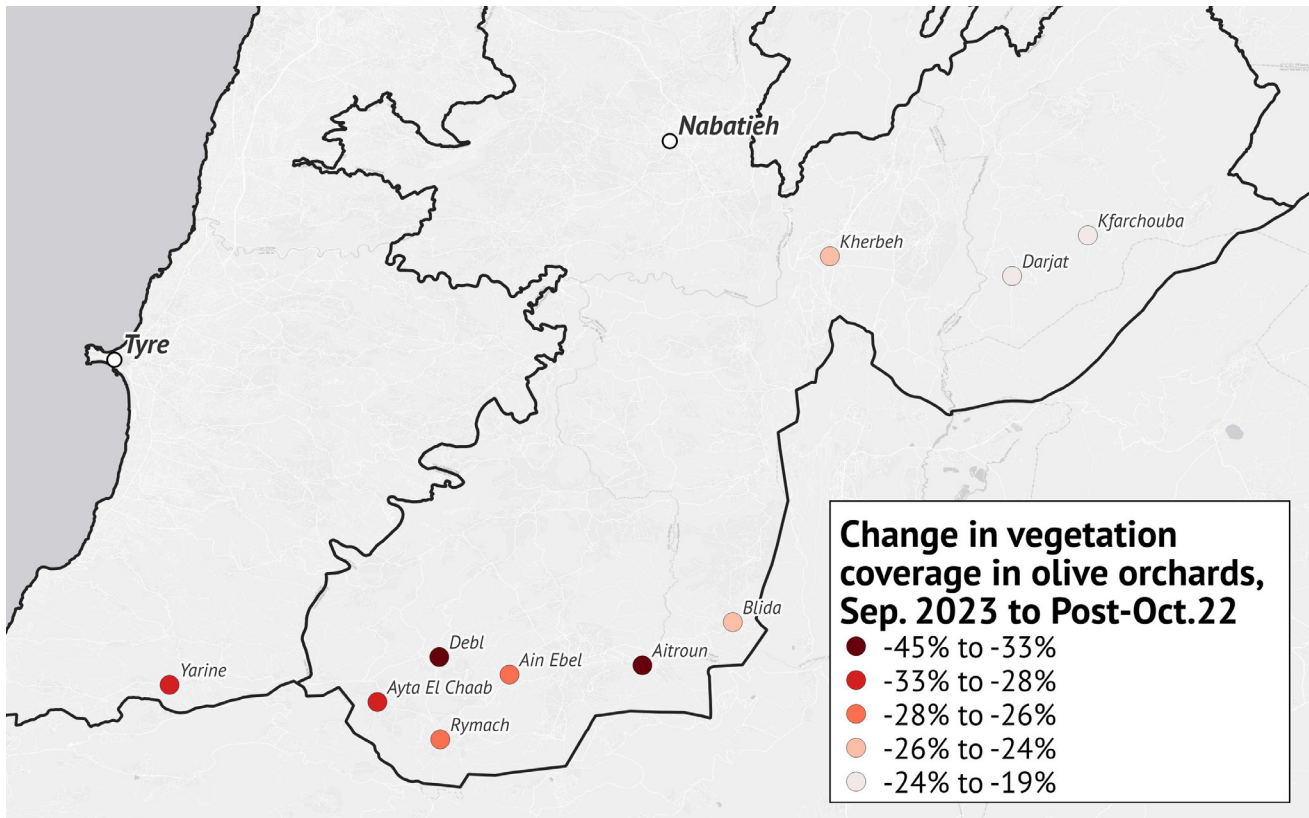 Nabatieh
Kfarchouba
Kherbeh
Darjat
Tyre
Blida
Debl
Aitroun
Ain Ebel
Yarine
Ayta El Chaab
Rymach
Change in vegetation
coverage in olive orchards,
Sep. 2023 to Post-Oct.22
-45% to -33%
-33% to -28%
-28% to -26%
-26% to -24%
-24% to -19%